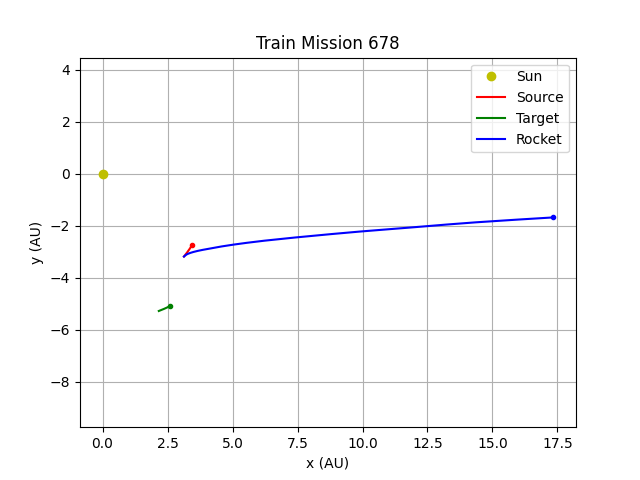 Train Mission 678
Sun
Source
Target
Rocket
4
2
0
−2
−4
−6
−8
y (AU)
0.0 2.5 5.0 7.5 10.0 12.5 15.0 17.5
x (AU)